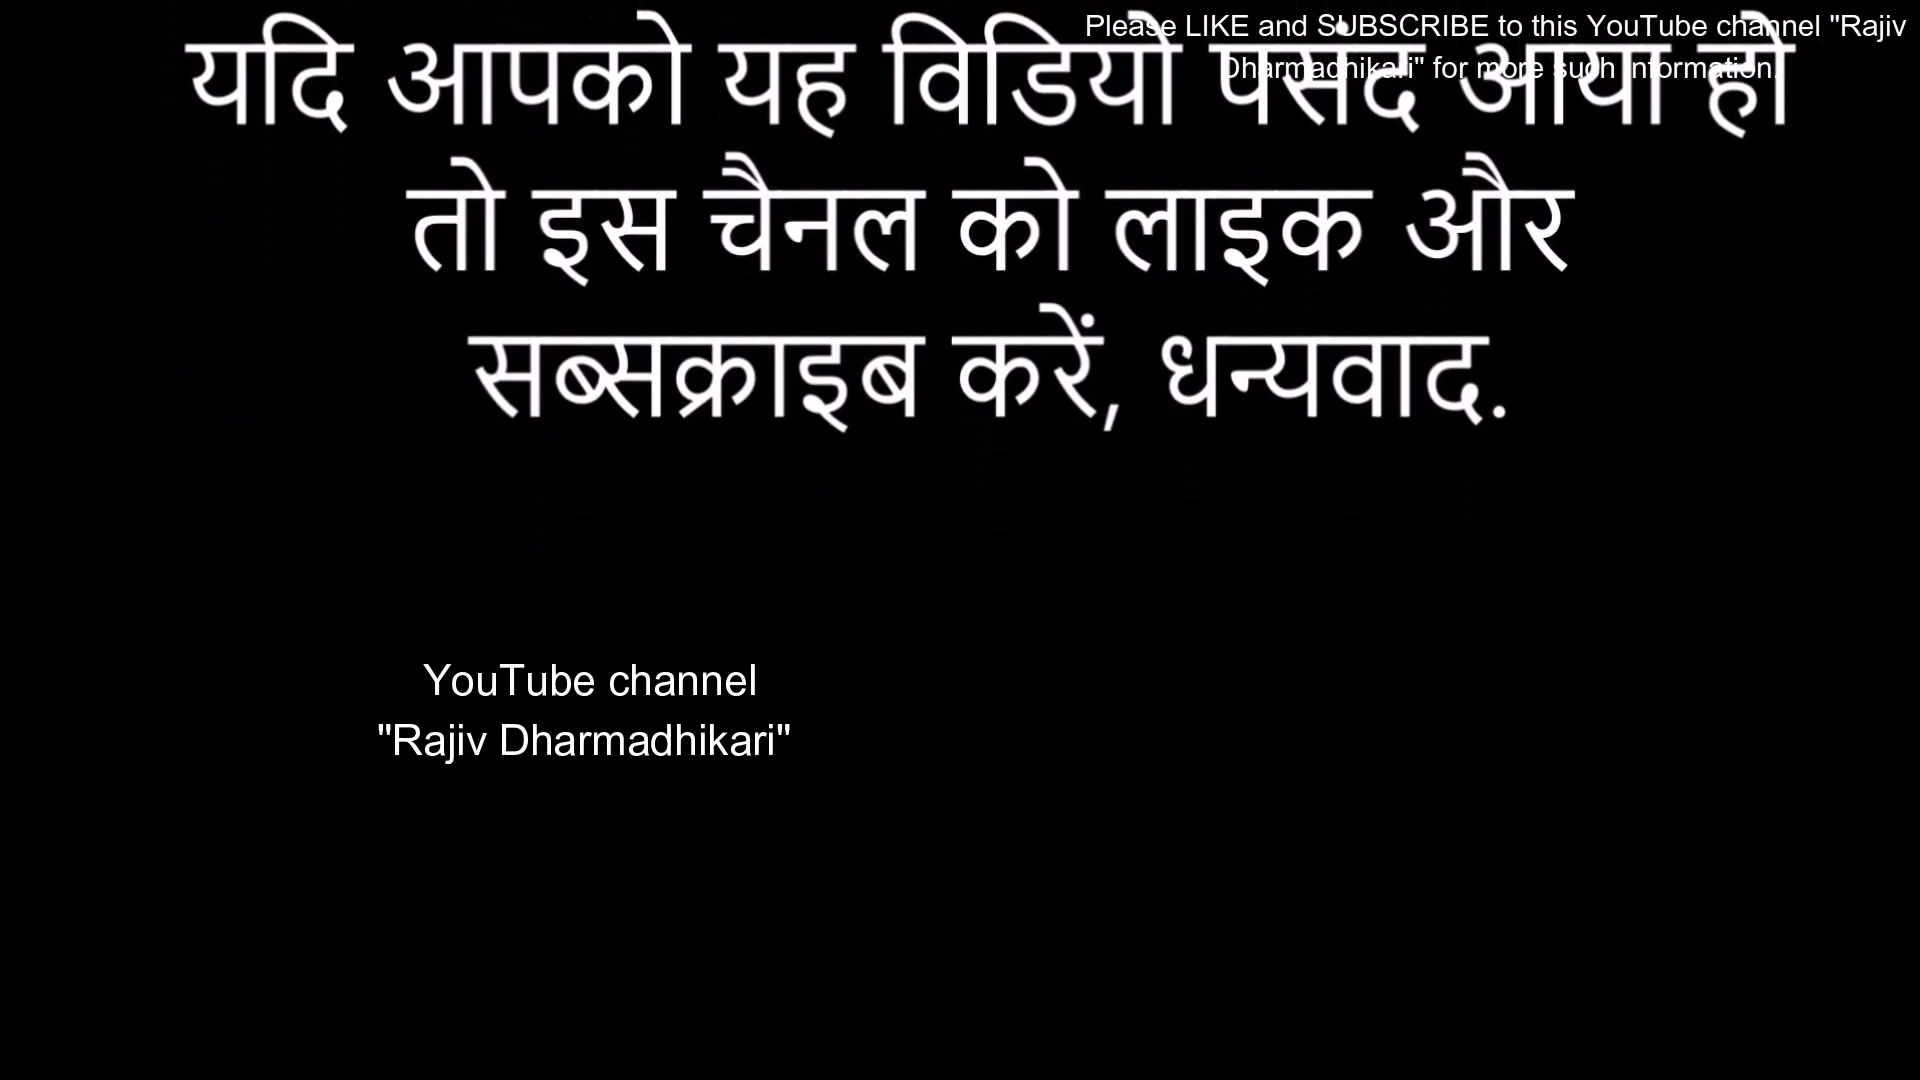 Please LIKE and SUBSCRIBE to this YouTube channel "Rajiv
Dharmadhikari" for more such information.
यदि आपको यह विडियो पसंद आया हो
तो इस चैनल को लाइक और
सब्सक्राइब करें, धन्यवाद.
YouTube channel
"Rajiv Dharmadhikari"